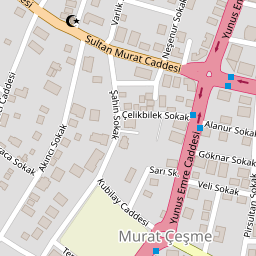 Varlık
Neşenur Sokak
Sultan Murat Caddesi
Caddesi
Yunus Emre Caddesi
Şahin Sokak
Çelikbilek Sokak
Alanur Sokak
Akıncı Sokak
Göknar Sokak
Sarı Sk.
Veli Sokak
Kubilay Caddesi
Pirsultan Sokak
Yunus Emre Caddesi
Murat Çeşme